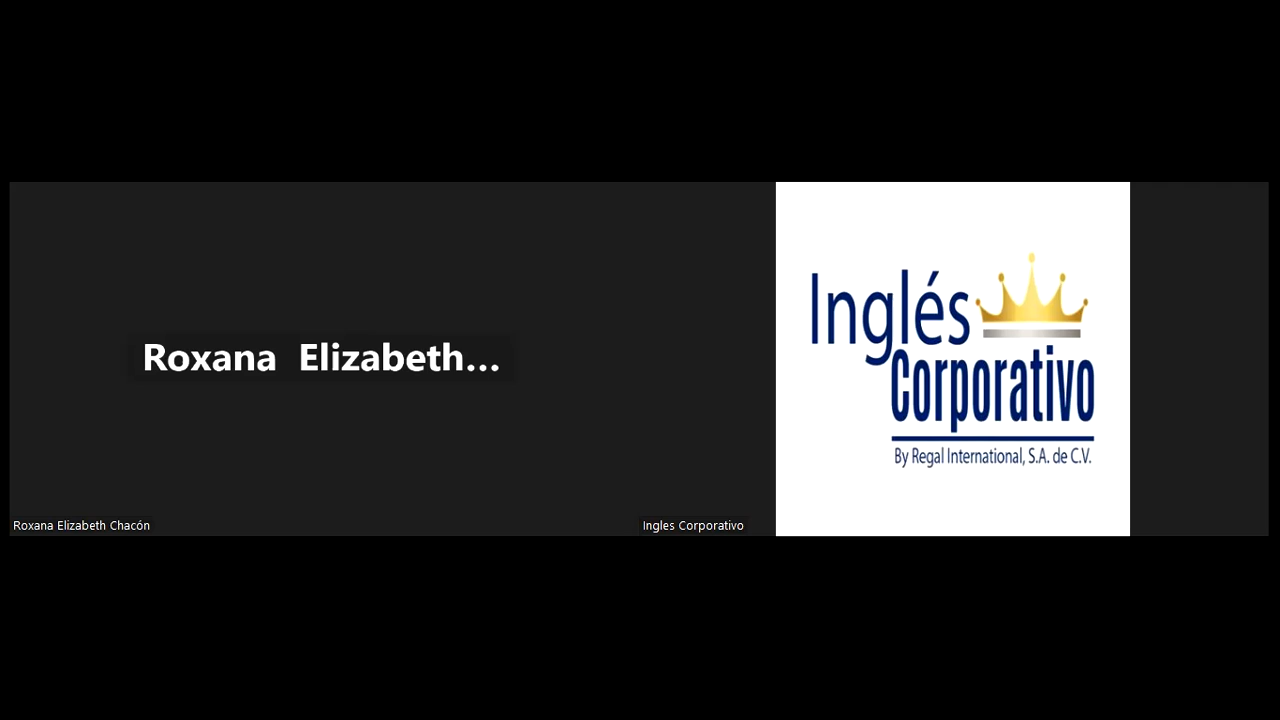 Roxana Elizabeth...
Roxana Elizabeth Chacón
Ingles Corporativo
Inglés
Corporativo
By Regal International, S.A. de C.V.